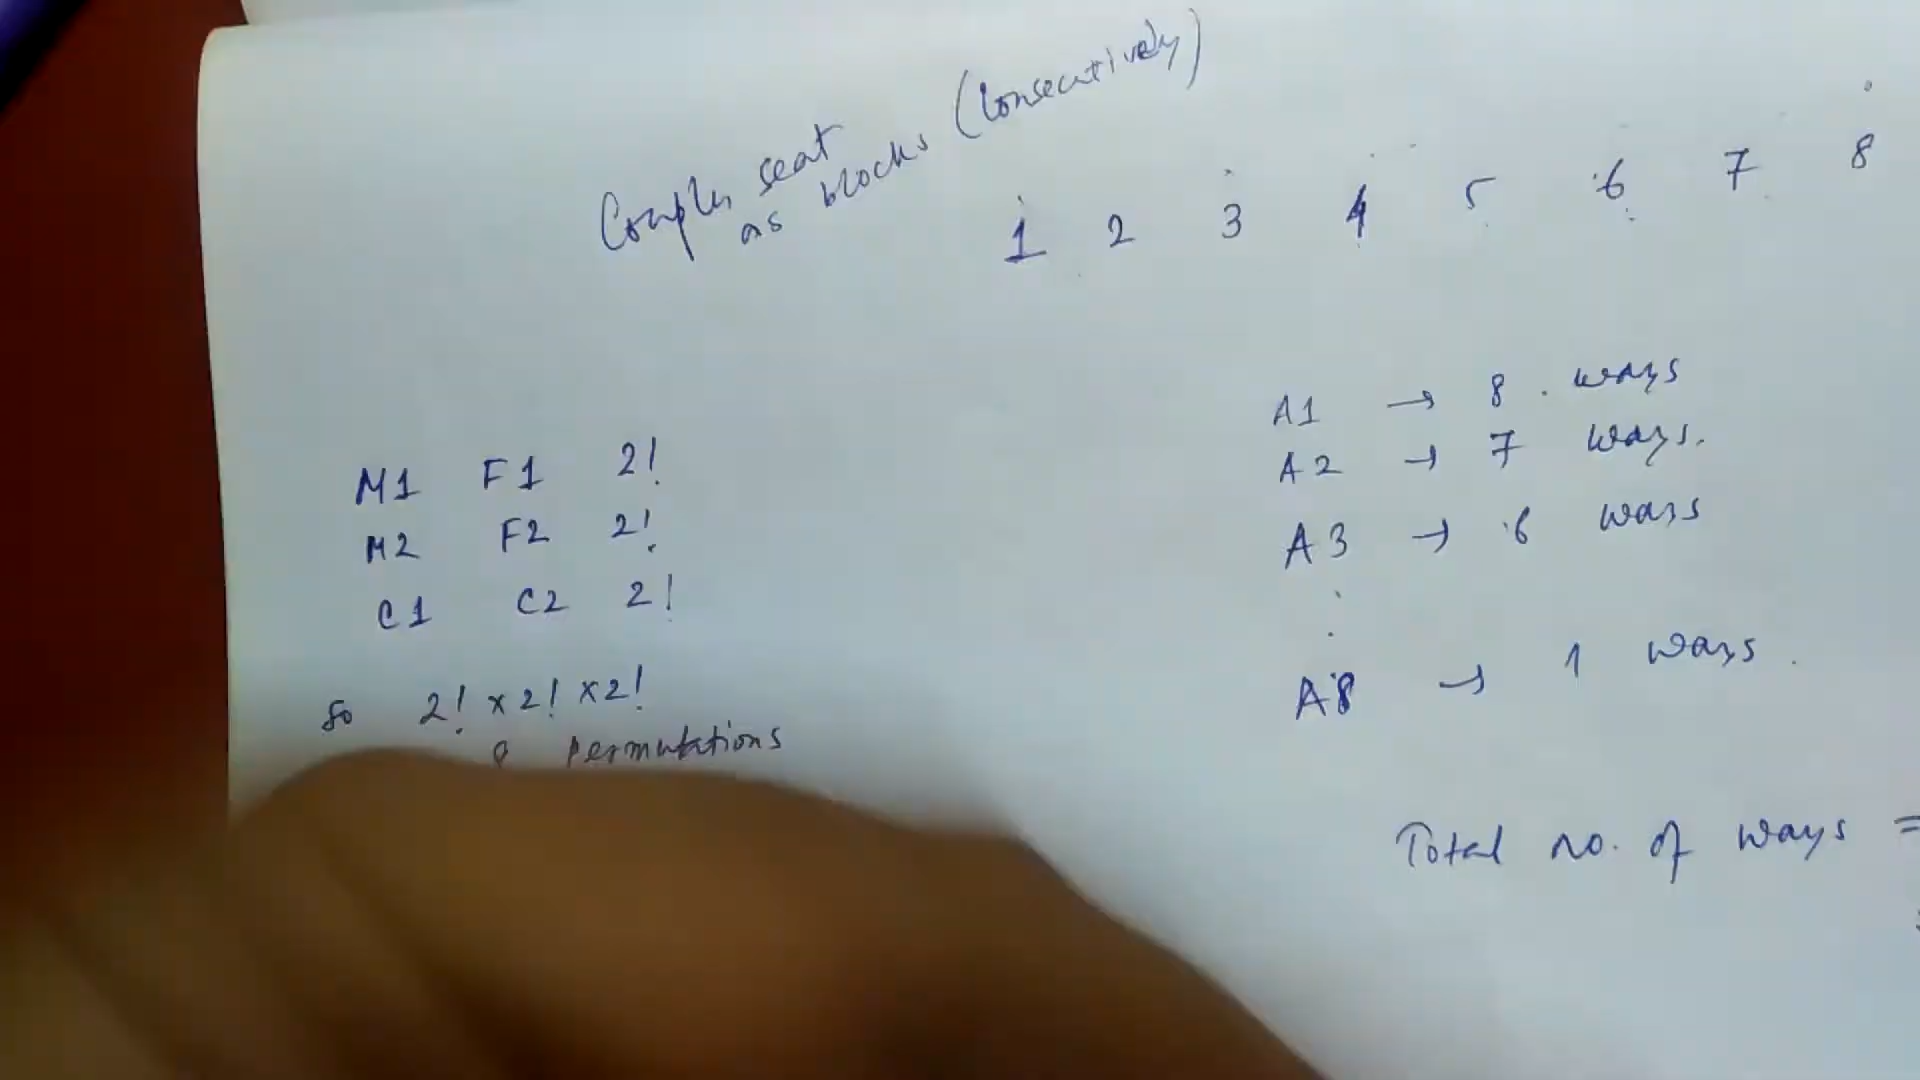 Couples seat
as blocks (Consecutively)
1 2 3 4 5 6 7 8
M1 F1 2!
M2 F2 2!
C1 C2 2!
So 2! x 2! x 2!
permutations
A1 → 8 . ways
A2 → 7 ways.
A3 → 6 ways
A8 → 1 ways.
Total no. of ways =